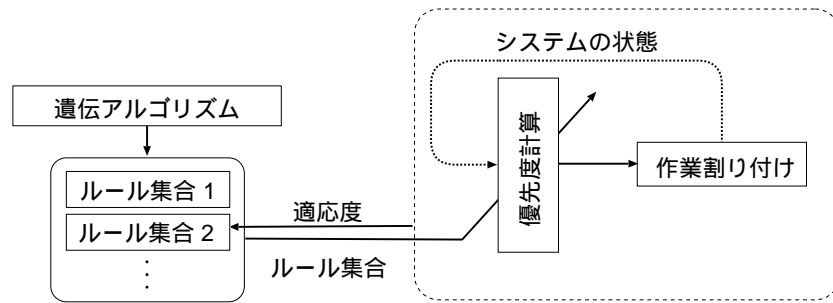 システムの状態
遺伝アルゴリズム
優先度計算
作業割り付け
ルール集合 1
ルール集合 2
⋮
適応度
ルール集合